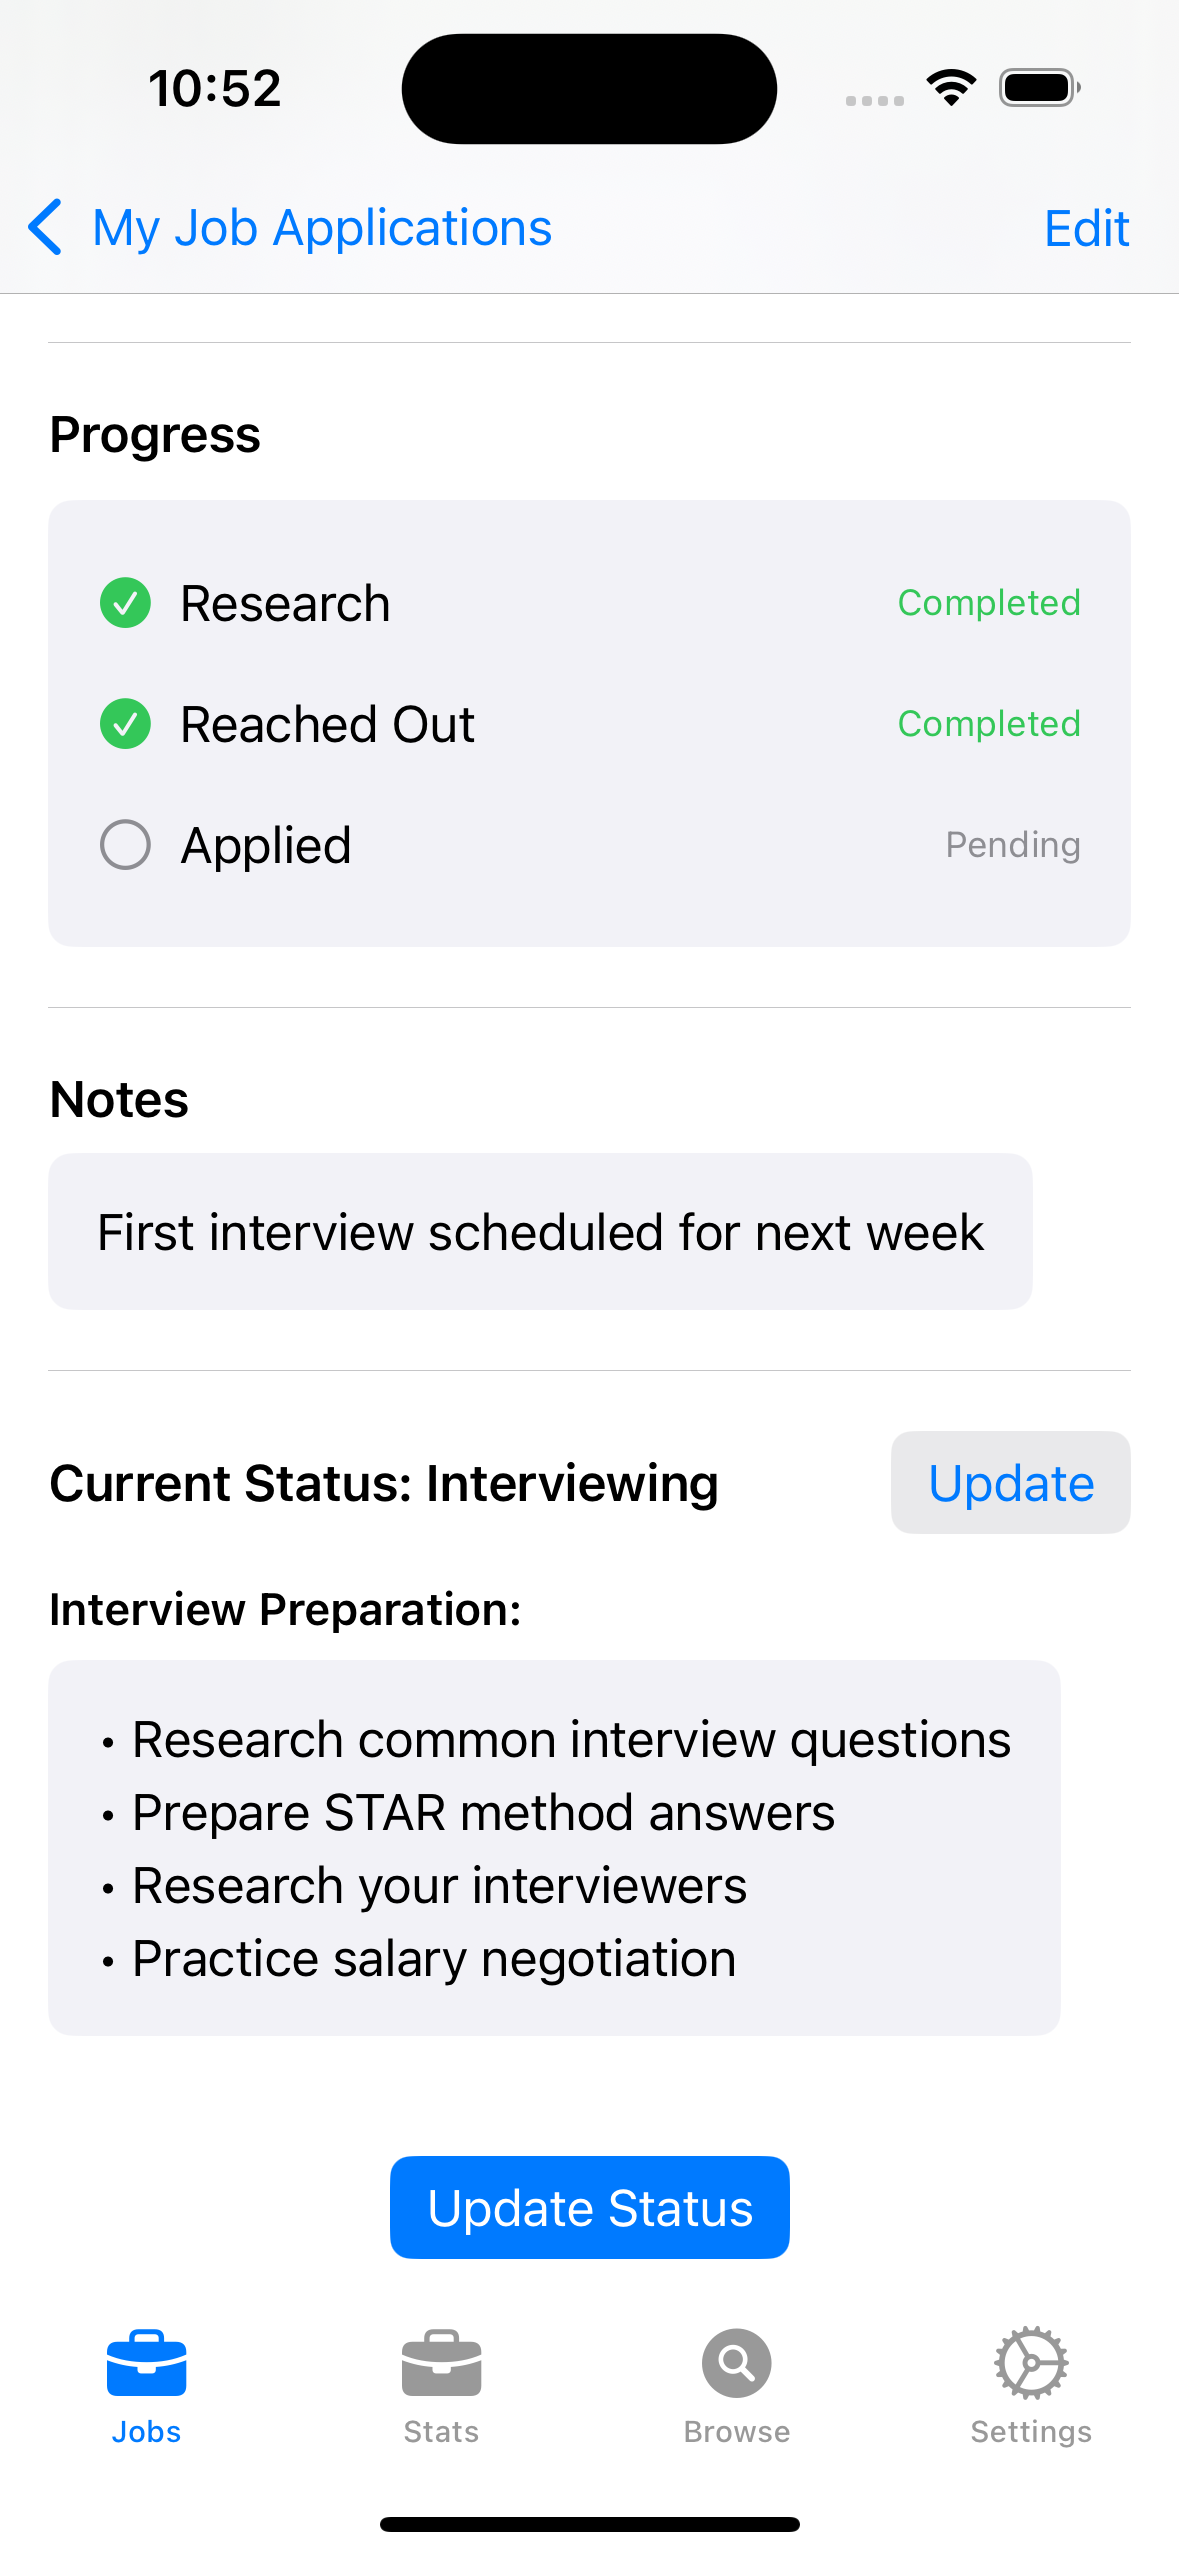 10:52
My Job Applications
Edit
Progress
Research
Completed
Reached Out
Completed
Applied
Pending
Notes
First interview scheduled for next week
Current Status: Interviewing
Update
Interview Preparation:
• Research common interview questions
• Prepare STAR method answers
• Research your interviewers
• Practice salary negotiation
Update Status
Jobs
Stats
Browse
Settings